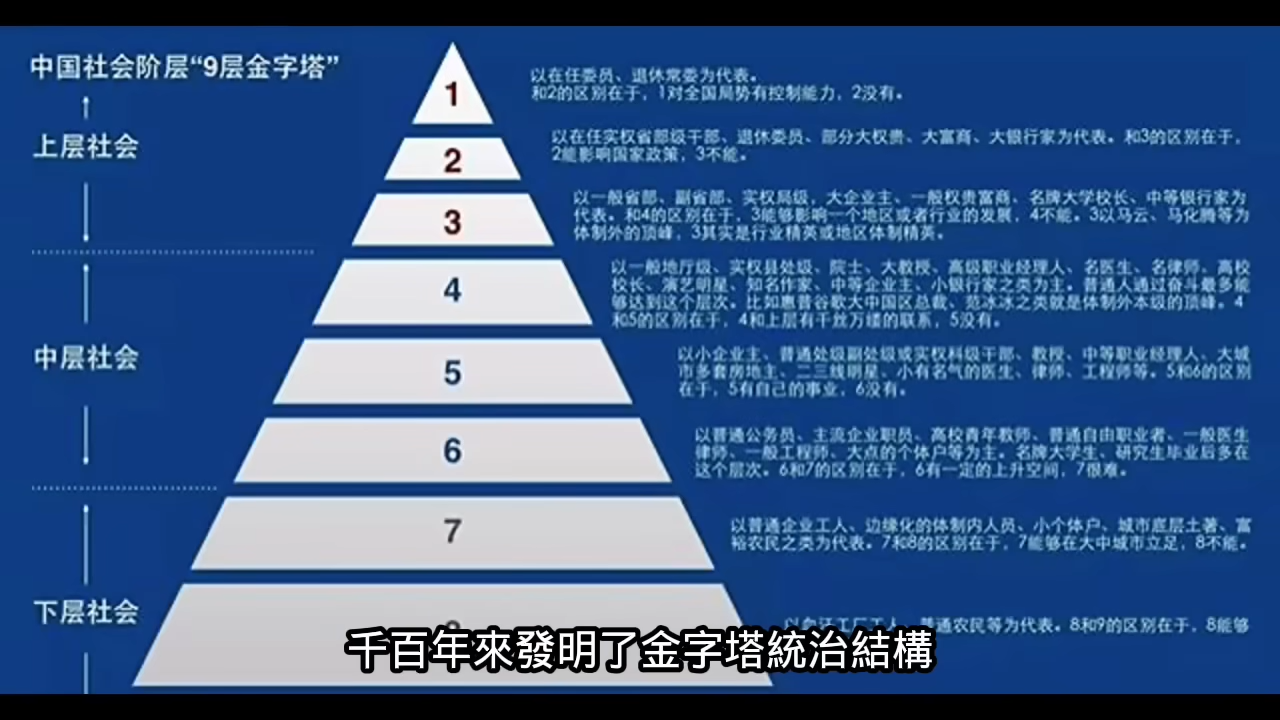 中国社会阶层“9层金字塔”
上层社会
中层社会
下层社会
1
以在任委员、退休常委为代表。
和2的区别在于，1对全国局势有控制能力，2没有。
2
以在任实权省部级干部、退休委员、部分大权贵、大富商、大银行家为代表。和3的区别在于，
2能影响国家政策，3不能。
3
以一般省部、副省部、实权局级，大企业主、一般权贵富商、名牌大学校长、中等银行家为
代表。和4的区别在于，3能够影响一个地区或者行业的发展，4不能。3以马云、马化腾等为
体制外的顶峰，3其实是行业精英或地区体制精英。
4
以一般地厅级、实权县处级、院士、大教授、高级职业经理人、名医生、名律师、高校
校长、演艺明星、知名作家、中等企业主、小银行家之类为主。普通人通过奋斗最多能
够达到这个层次。比如惠普谷歌大中国区总裁、范冰冰之类就是体制外本级的顶峰。4
和5的区别在于，4和上层有千丝万缕的联系，5没有。
5
以小企业主、普通处级副处级或实权科级干部、教授、中等职业经理人、大城
市多套房地主、二三线明星、小有名气的医生、律师、工程师等。5和6的区别
在于，5有自己的事业，6没有。
6
以普通公务员、主流企业职员、高校青年教师、普通自由职业者、一般医生
律师、一般工程师、大点的个体户等为主。名牌大学生、研究生毕业后多在
这个层次。6和7的区别在于，6有一定的上升空间，7很难。
7
以普通企业工人、边缘化的体制内人员、小个体户、城市底层土著、富
裕农民之类为代表。7和8的区别在于，7能够在大中城市立足，8不能。
普通农民等为代表。8和9的区别在于，8能够
千百年來發明了金字塔統治結構